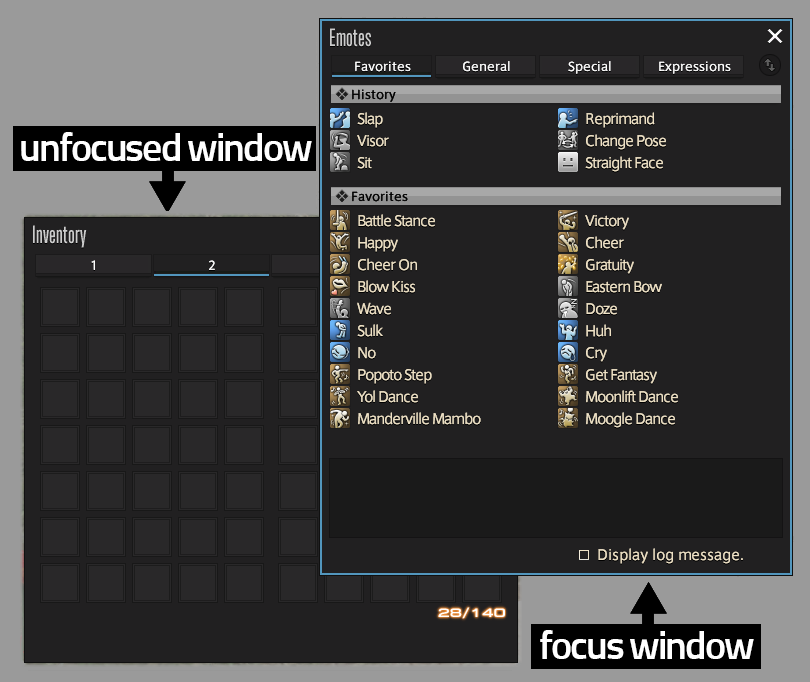 Emotes
Favorites General Special Expressions
History
Slap Reprimand
Visor Change Pose
Sit Straight Face
Favorites
Battle Stance Victory
Happy Cheer
Cheer On Gratuity
Blow Kiss Eastern Bow
Wave Doze
Sulk Huh
No Cry
Popoto Step Get Fantasy
Yol Dance Moonlift Dance
Manderville Mambo Moogle Dance
Display log message.
unfocused window
Inventory
1 2
28/140
focus window